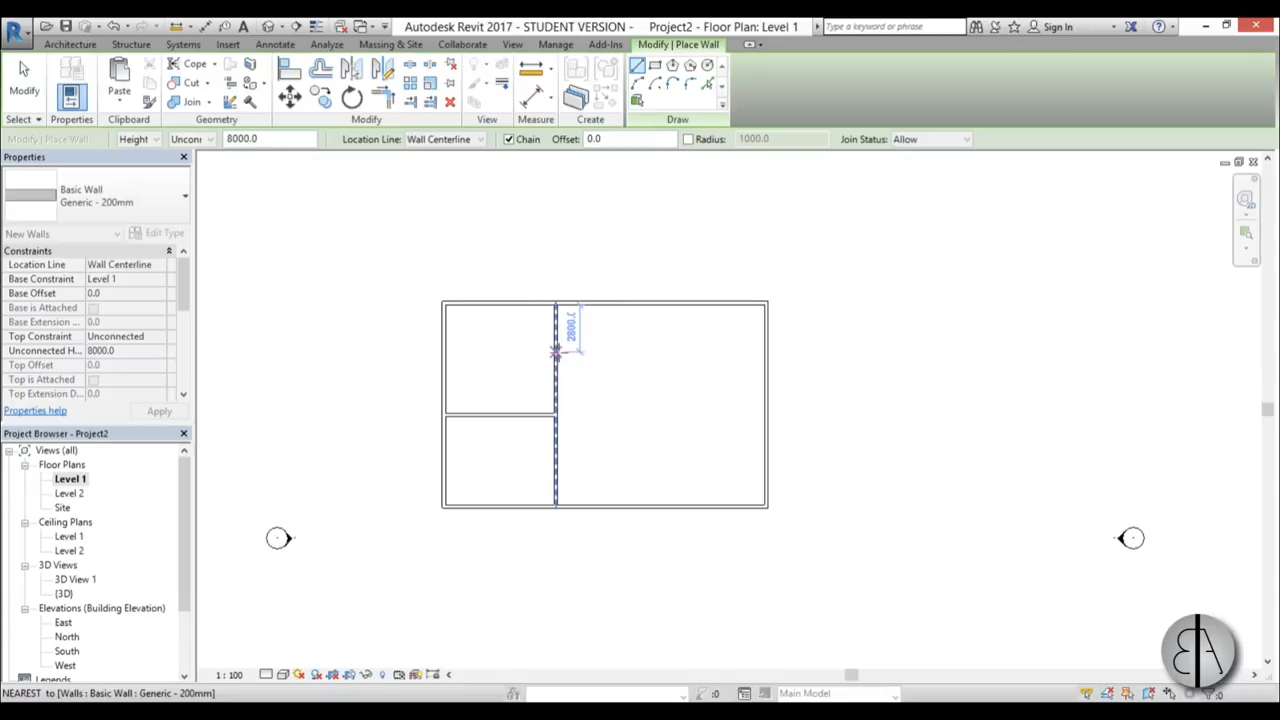 Autodesk Revit 2017 - STUDENT VERSION - Project2 - Floor Plan: Level 1
Type a keyword or phrase
Sign In
Architecture Structure Systems Insert Annotate Analyze Massing & Site Collaborate View Manage Add-Ins Modify | Place Wall
Modify
Paste
Cope
Cut
Join
Select Properties Clipboard Geometry Modify View Measure Create Draw
Modify | Place Wall Height Unconn 8000.0 Location Line: Wall Centerline Chain Offset: 0.0 Radius: 1000.0 Join Status: Allow
Properties
Basic Wall
Generic - 200mm
New Walls Edit Type
Constraints
Location Line Wall Centerline
Base Constraint Level 1
Base Offset 0.0
Base is Attached
Base Extension ... 0.0
Top Constraint Unconnected
Unconnected H... 8000.0
Top Offset 0.0
Top is Attached
Top Extension D... 0.0
Properties help Apply
Project Browser - Project2
Views (all)
Floor Plans
Level 1
Level 2
Site
Ceiling Plans
Level 1
Level 2
3D Views
3D View 1
{3D}
Elevations (Building Elevation)
East
North
South
West
Legends
2800.0
1 : 100
NEAREST to [Walls : Basic Wall : Generic - 200mm]
:0
Main Model
:0